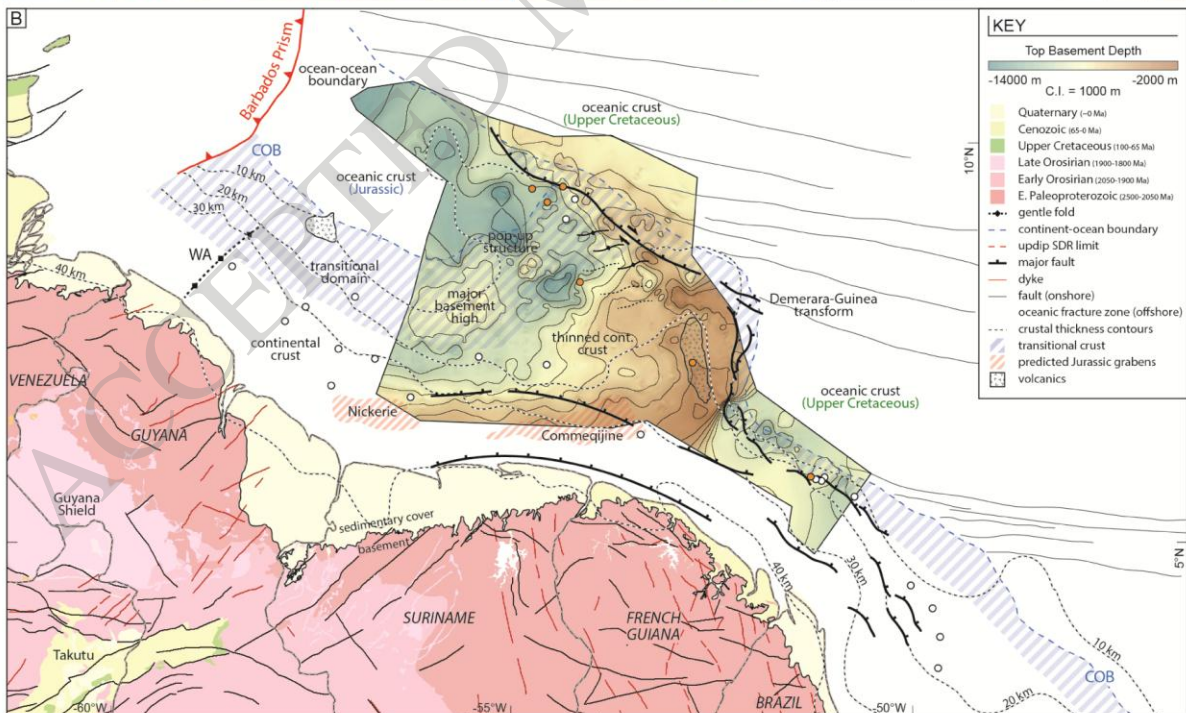 B
Barbados Prism
ocean-ocean
boundary
oceanic crust
(Upper Cretaceous)
COB
10 km
20 km
30 km
oceanic crust
(Jurassic)
10°N
WA
pop-up
structure
40 km
transitional
domain
major
basement
high
Demerara-Guinea
transform
thinned cont.
crust
continental
crust
VENEZUELA
Nickerie
oceanic crust
(Upper Cretaceous)
GUYANA
Commeqijine
Guyana
Shield
sedimentary cover
basement
5°N
40 km
30 km
SURINAME
FRENCH
GUIANA
10 km
Takutu
COB
20 km
BRAZIL
-60°W
-55°W
-50°W
KEY
Top Basement Depth
-14000 m
-2000 m
C.I. = 1000 m
Quaternary (~0 Ma)
Cenozoic (65-0 Ma)
Upper Cretaceous (100-65 Ma)
Late Orosirian (1900-1800 Ma)
Early Orosirian (2050-1900 Ma)
E. Paleoproterozoic (2500-2050 Ma)
gentle fold
continent-ocean boundary
updip SDR limit
major fault
dyke
fault (onshore)
oceanic fracture zone (offshore)
crustal thickness contours
transitional crust
predicted Jurassic grabens
volcanics
ACCEPTED M